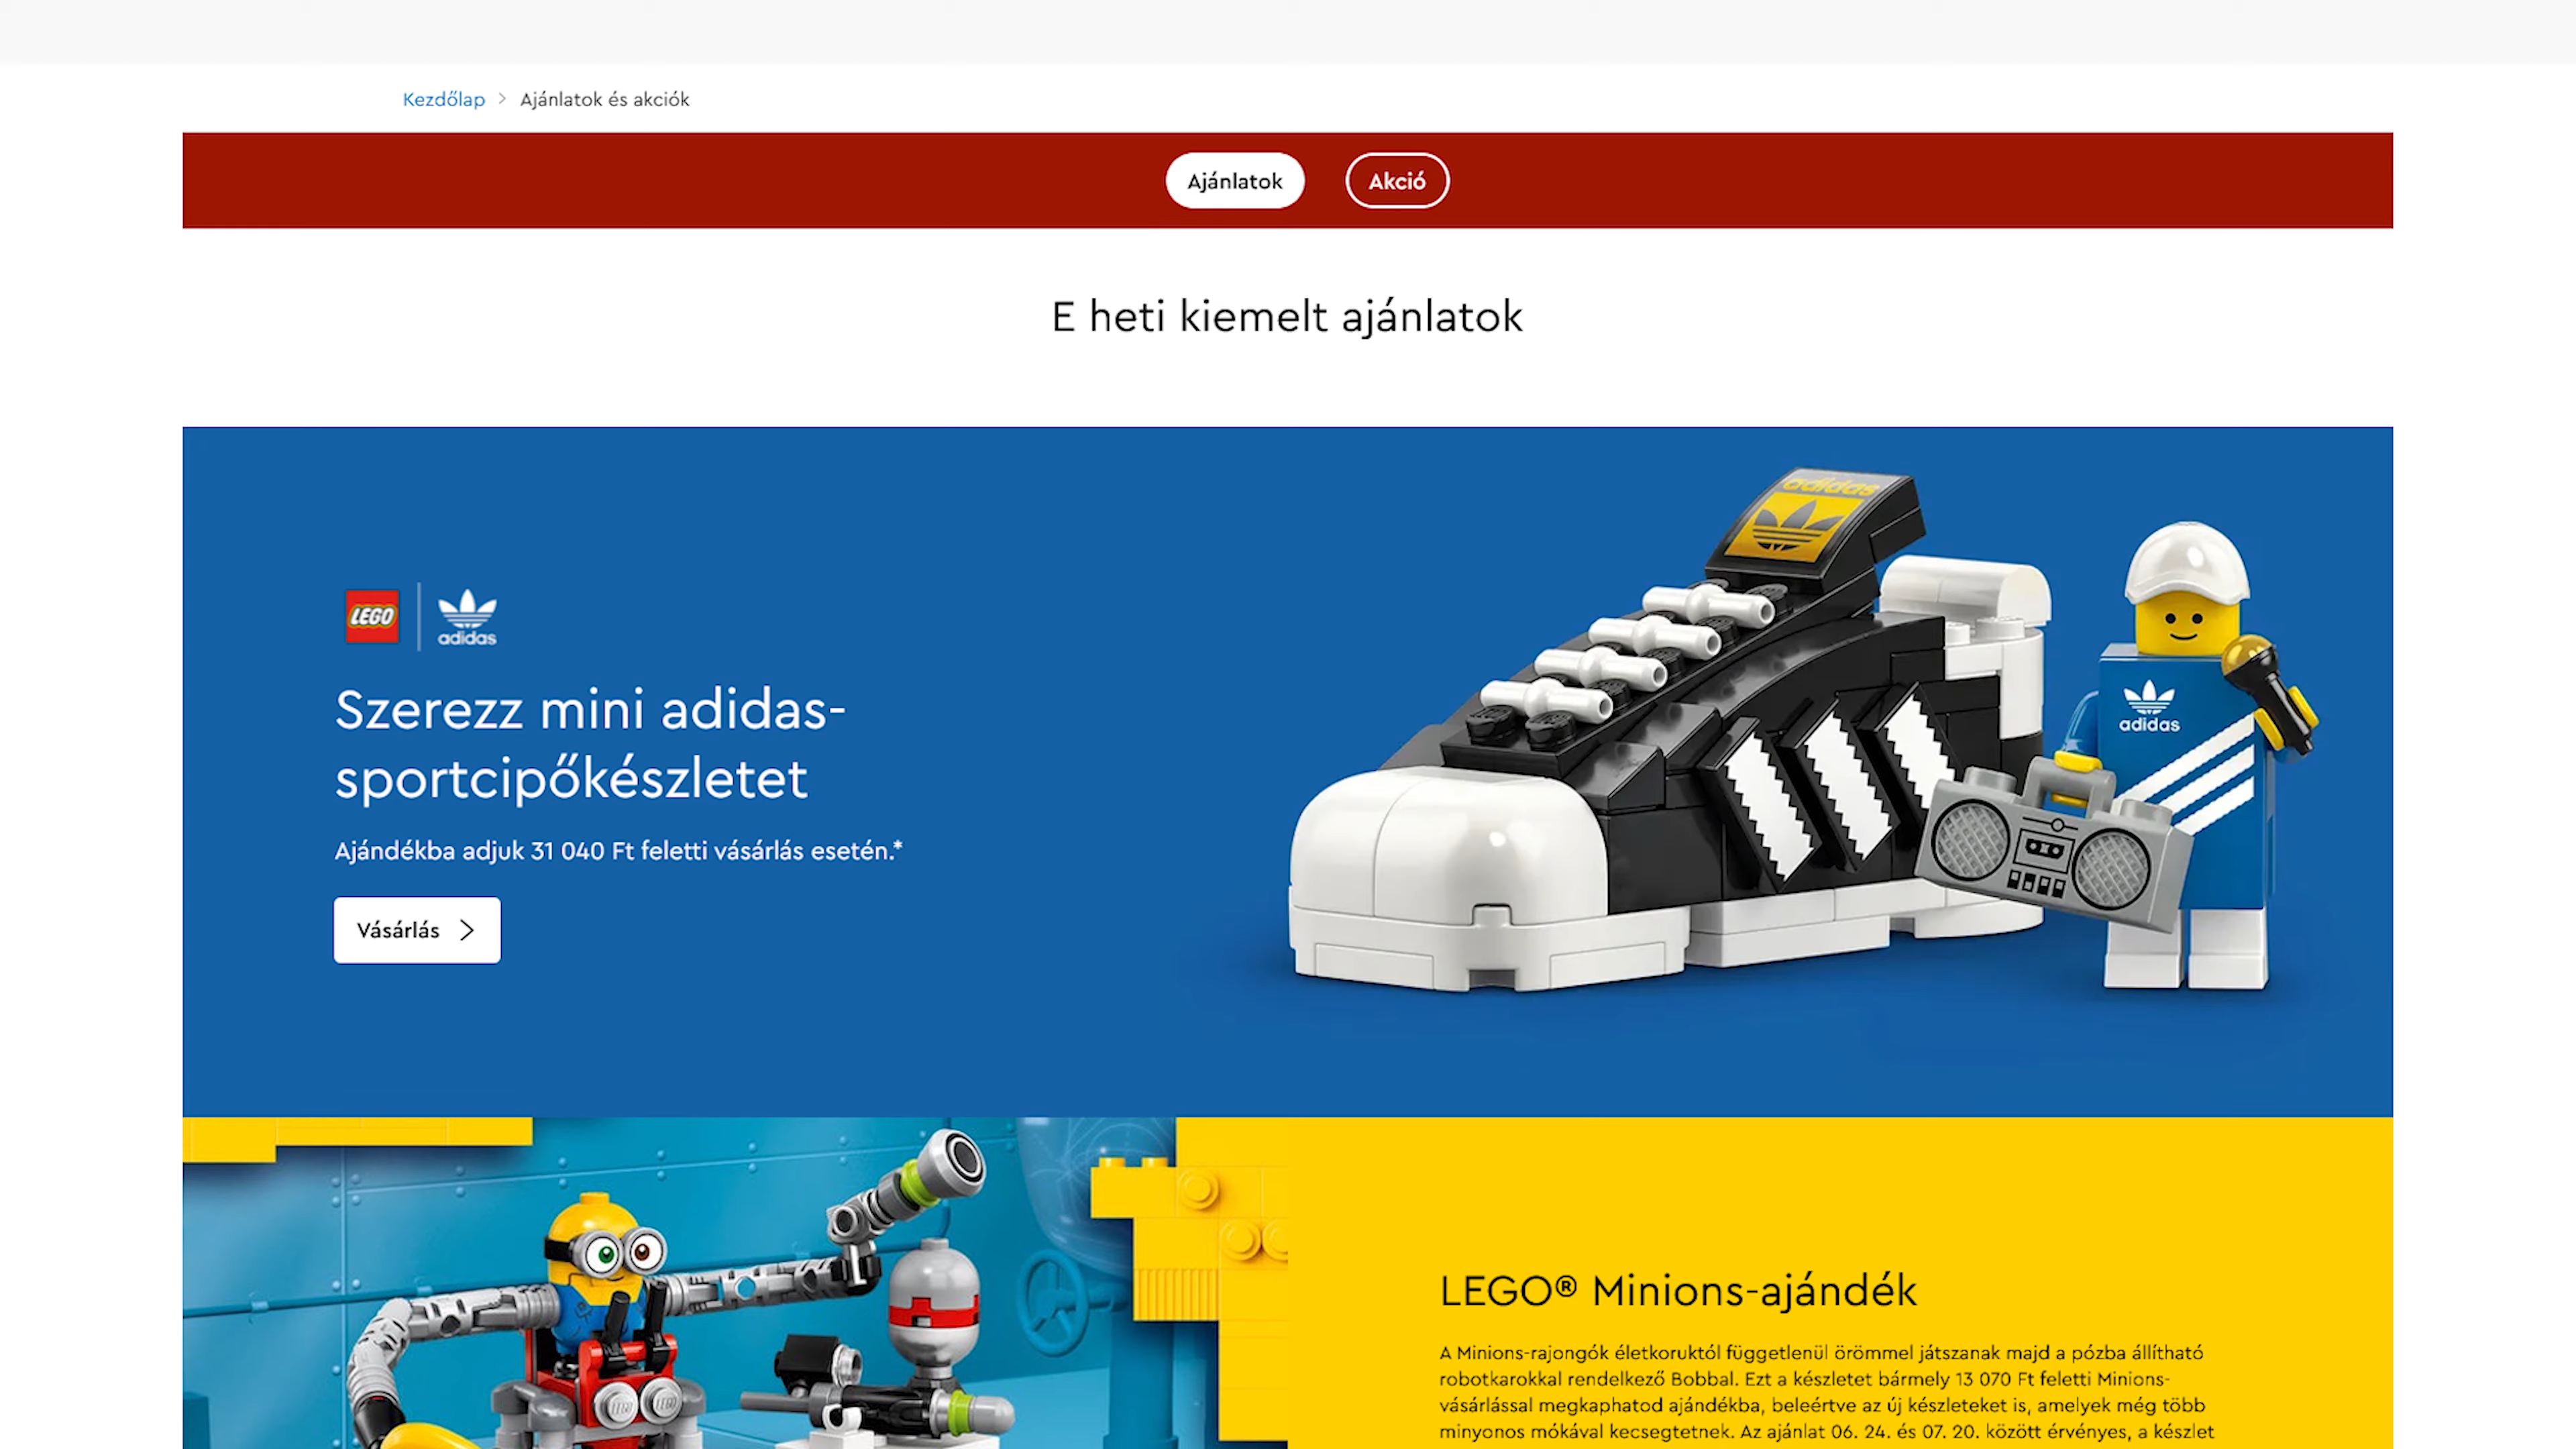 Kezdőlap > Ajánlatok és akciók
Ajánlatok Akció
E heti kiemelt ajánlatok
adidas
LEGO adidas
Szerezz mini adidas-
sportcipőkészletet
adidas
Ajándékba adjuk 31 040 Ft feletti vásárlás esetén.*
Vásárlás >
LEGO® Minions-ajándék
A Minions-rajongók életkoruktól függetlenül örömmel játszanak majd a pózba állítható
robotkarokkal rendelkező Bobbal. Ezt a készletet bármely 13 070 Ft feletti Minions-
vásárlással megkaphatod ajándékba, beleértve az új készleteket is, amelyek még több
minyonos mókával kecsegtetnek. Az ajánlat 06. 24. és 07. 20. között érvényes, a készlet